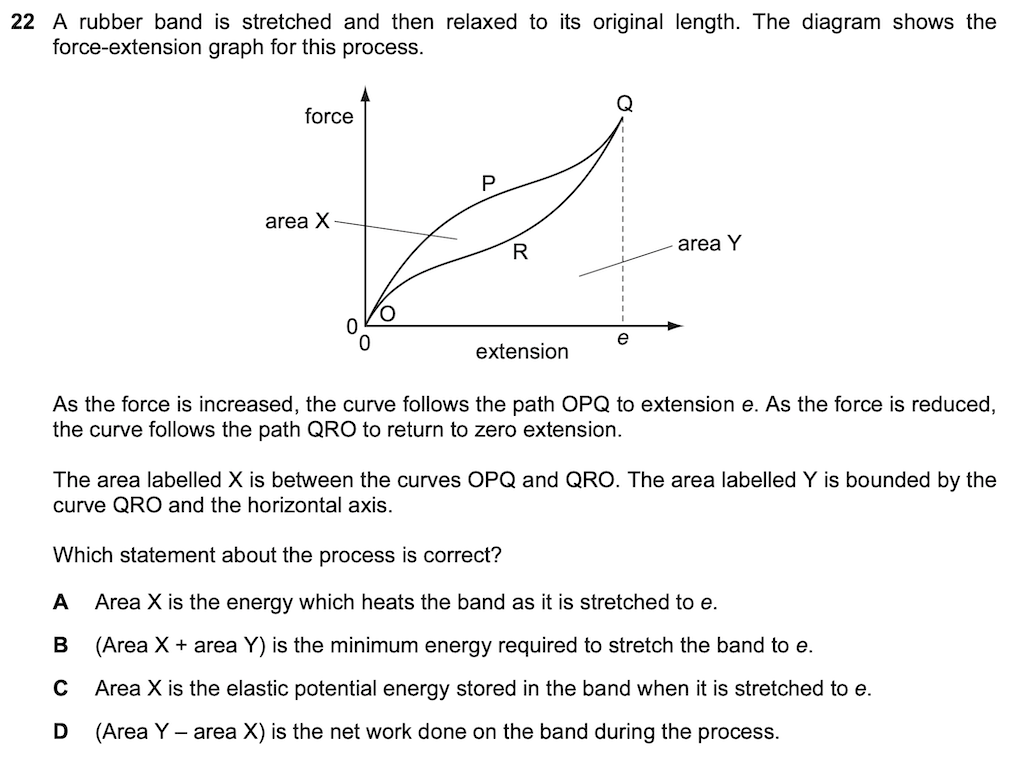 22 A rubber band is stretched and then relaxed to its original length. The diagram shows the
force-extension graph for this process.
Q
force
P
area X
area Y
R
O
0
0
e
extension
As the force is increased, the curve follows the path OPQ to extension e. As the force is reduced,
the curve follows the path QRO to return to zero extension.
The area labelled X is between the curves OPQ and QRO. The area labelled Y is bounded by the
curve QRO and the horizontal axis.
Which statement about the process is correct?
A Area X is the energy which heats the band as it is stretched to e.
B (Area X + area Y) is the minimum energy required to stretch the band to e.
C Area X is the elastic potential energy stored in the band when it is stretched to e.
D (Area Y – area X) is the net work done on the band during the process.